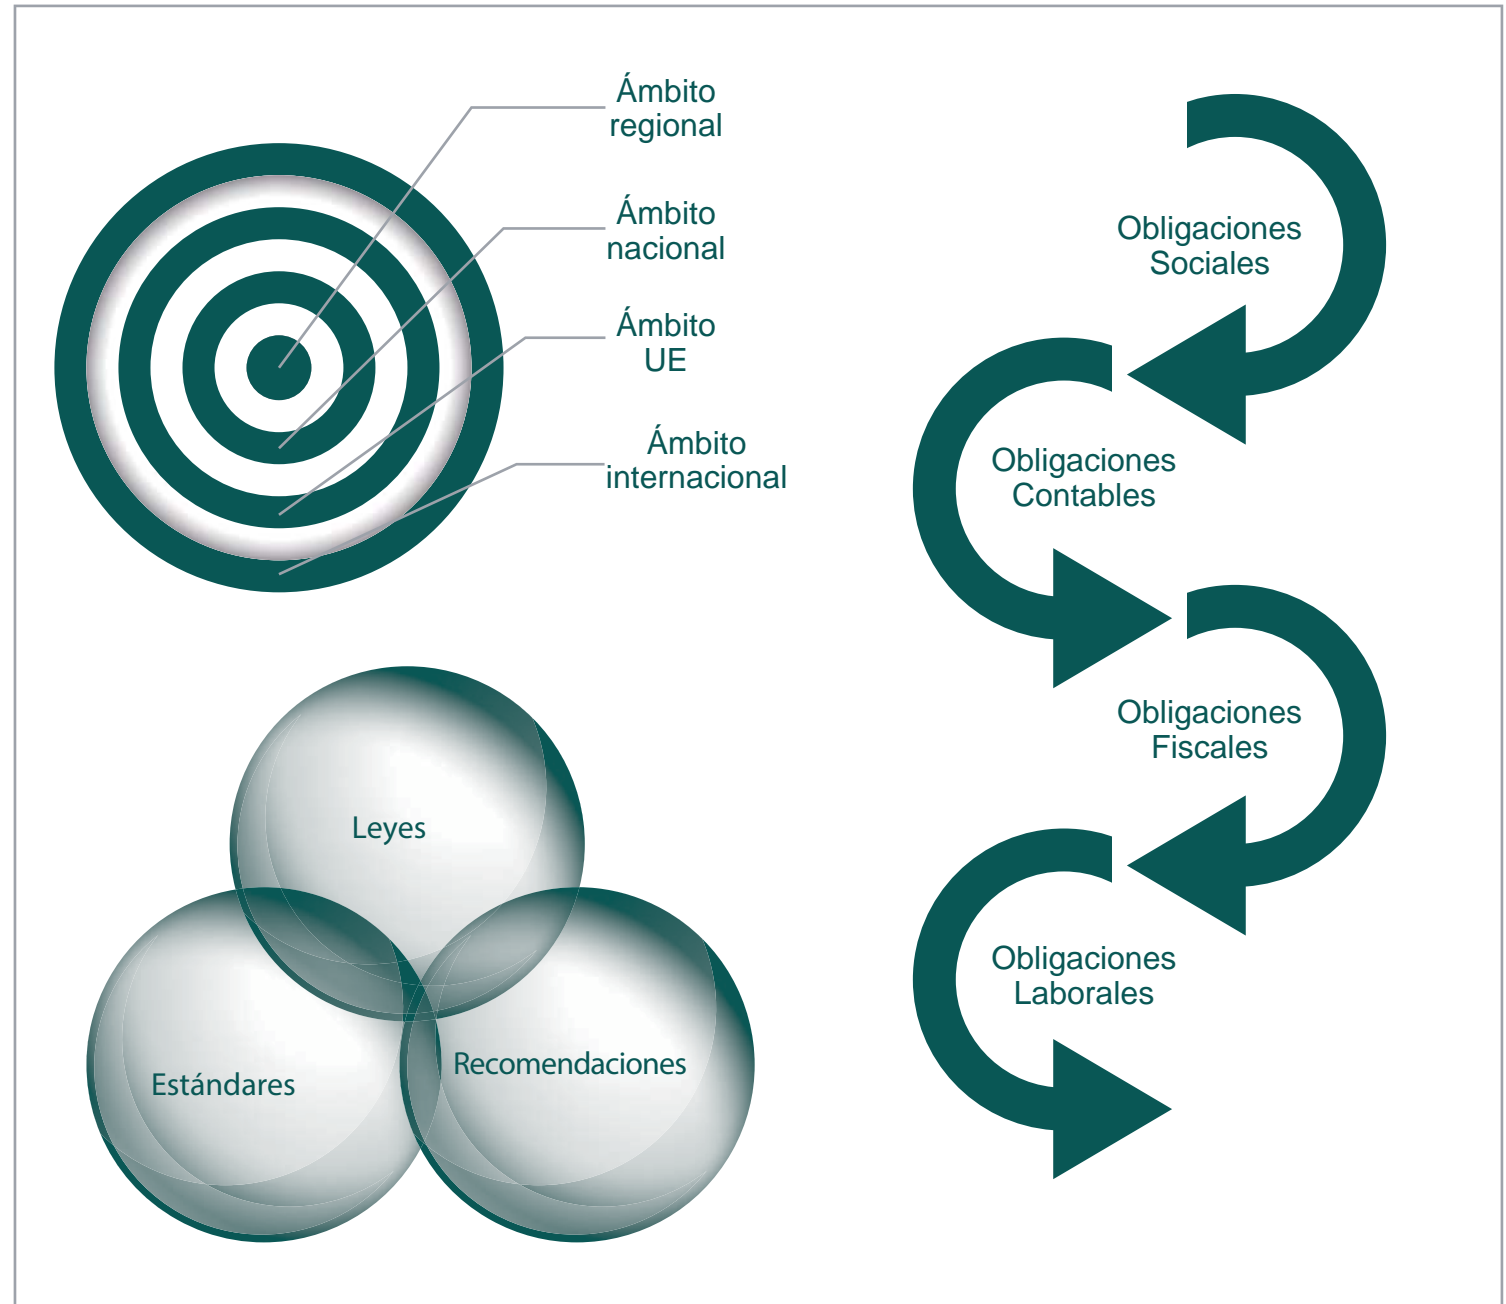 Ámbito
regional
Ámbito
nacional
Ámbito
UE
Ámbito
internacional
Leyes
Estándares
Recomendaciones
Obligaciones
Sociales
Obligaciones
Contables
Obligaciones
Fiscales
Obligaciones
Laborales